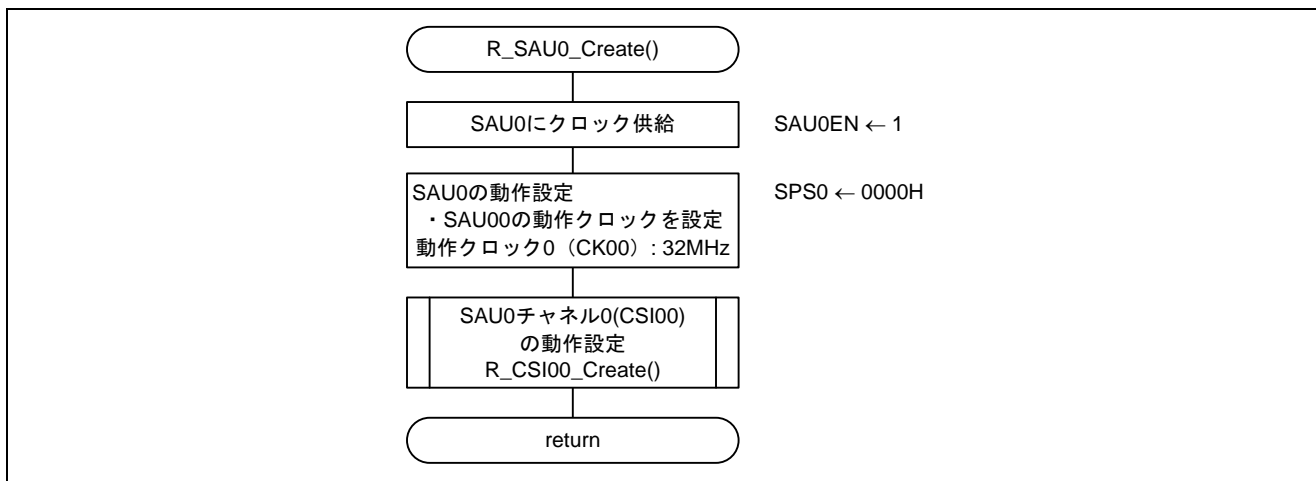 R_SAU0_Create()
SAU0にクロック供給
SAU0EN ← 1
SAU0の動作設定
・SAU00の動作クロックを設定
動作クロック0（CK00）: 32MHz
SPS0 ← 0000H
SAU0チャネル0(CSI00)
の動作設定
R_CSI00_Create()
return